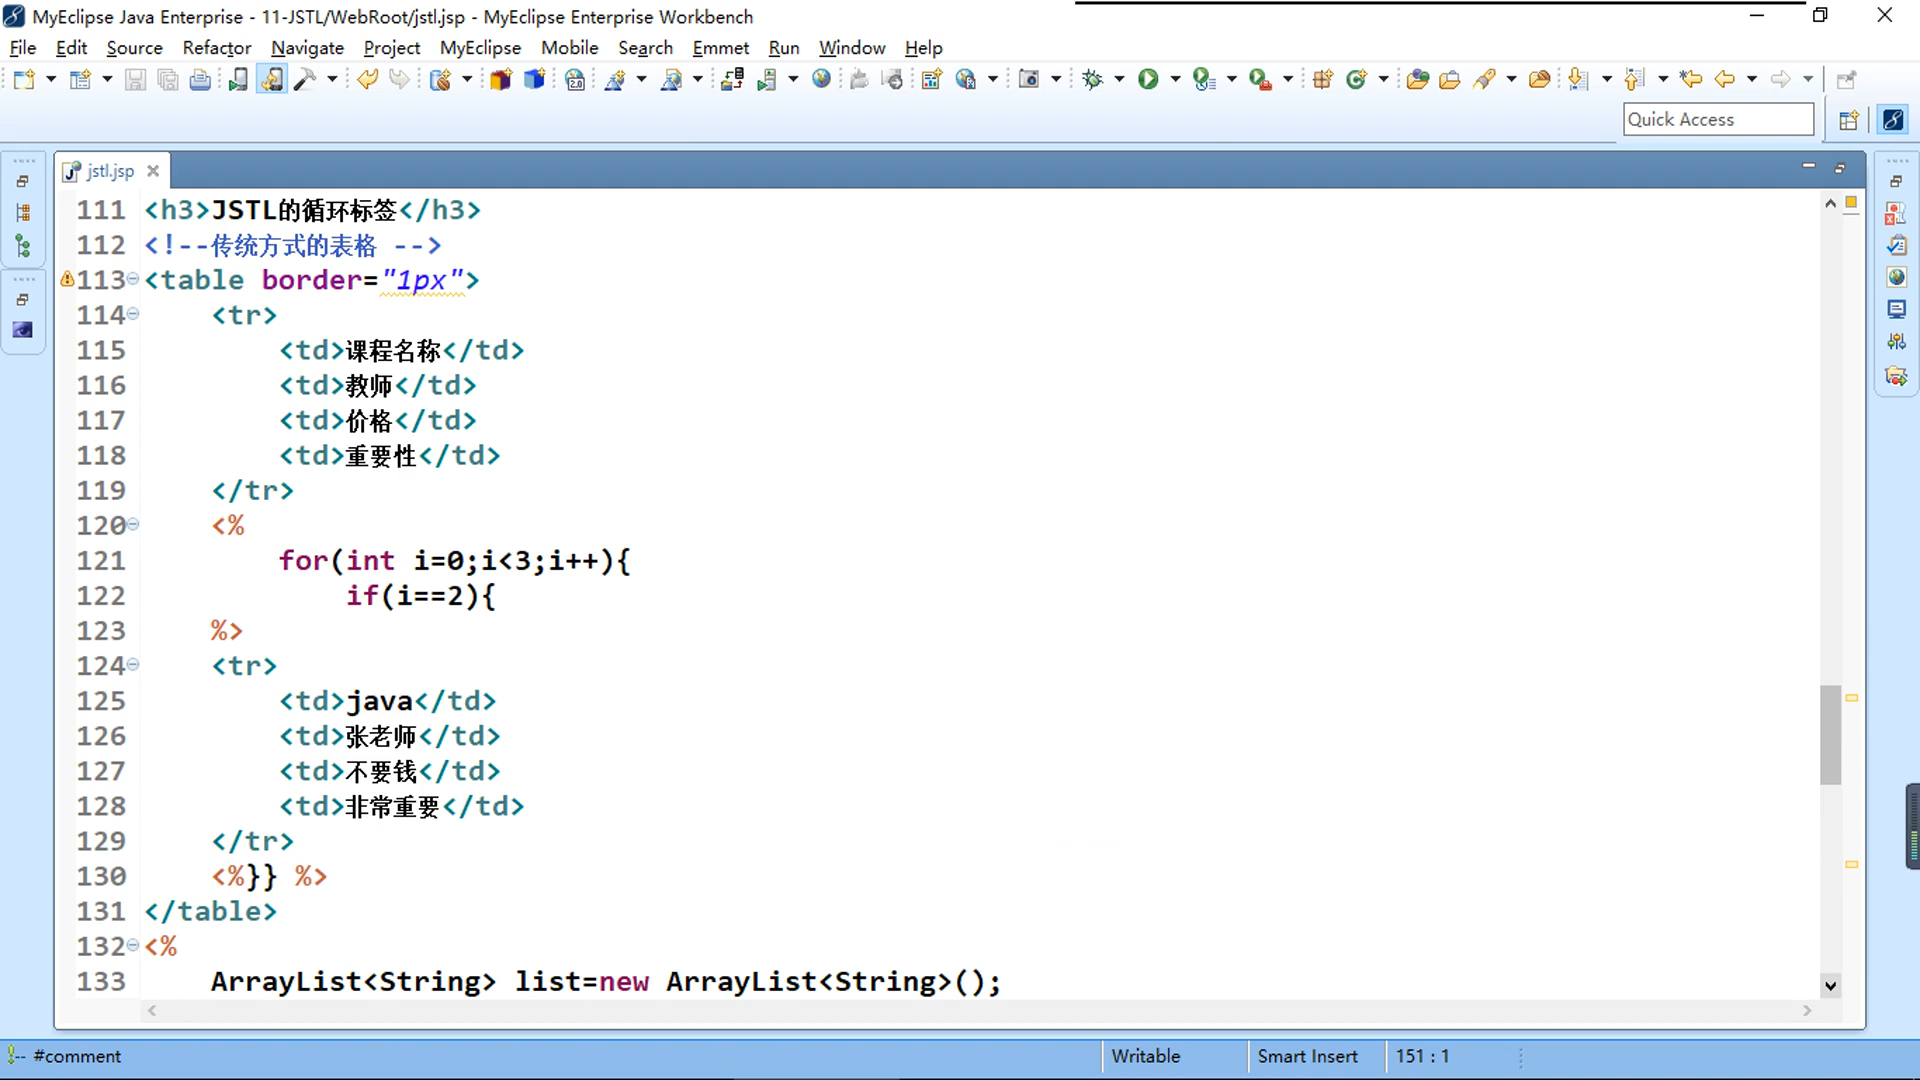 MyEclipse Java Enterprise - 11-JSTL/WebRoot/jstl.jsp - MyEclipse Enterprise Workbench
File Edit Source Refactor Navigate Project MyEclipse Mobile Search Emmet Run Window Help
Quick Access
jstl.jsp
111 <h3>JSTL的循环标签</h3>
112 <!--传统方式的表格 -->
113 <table border="1px">
114 <tr>
115 <td>课程名称</td>
116 <td>教师</td>
117 <td>价格</td>
118 <td>重要性</td>
119 </tr>
120 <%
121 for(int i=0;i<3;i++){
122 if(i==2){
123 %>
124 <tr>
125 <td>java</td>
126 <td>张老师</td>
127 <td>不要钱</td>
128 <td>非常重要</td>
129 </tr>
130 <%}} %>
131 </table>
132 <%
133 ArrayList<String> list=new ArrayList<String>();
#comment Writable Smart Insert 151 : 1